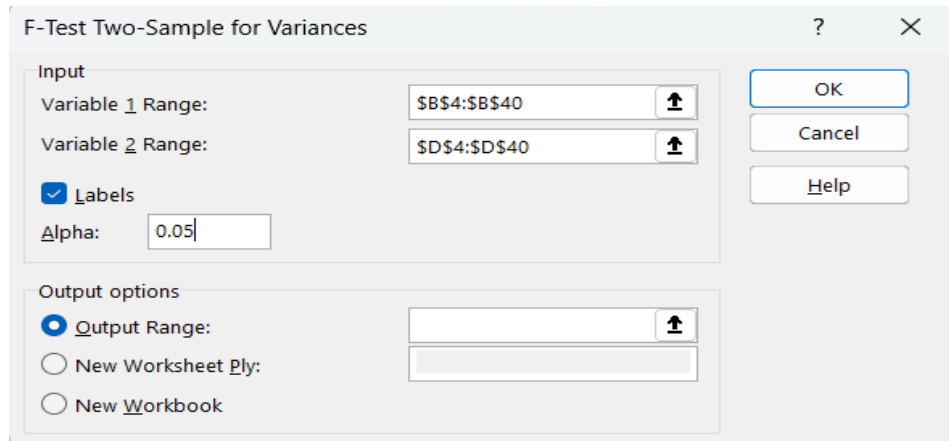 F-Test Two-Sample for Variances ?
Input
Variable 1 Range: $B$4:$B$40
Variable 2 Range: $D$4:$D$40
Labels
Alpha: 0.05
OK
Cancel
Help
Output options
Output Range:
New Worksheet Ply:
New Workbook